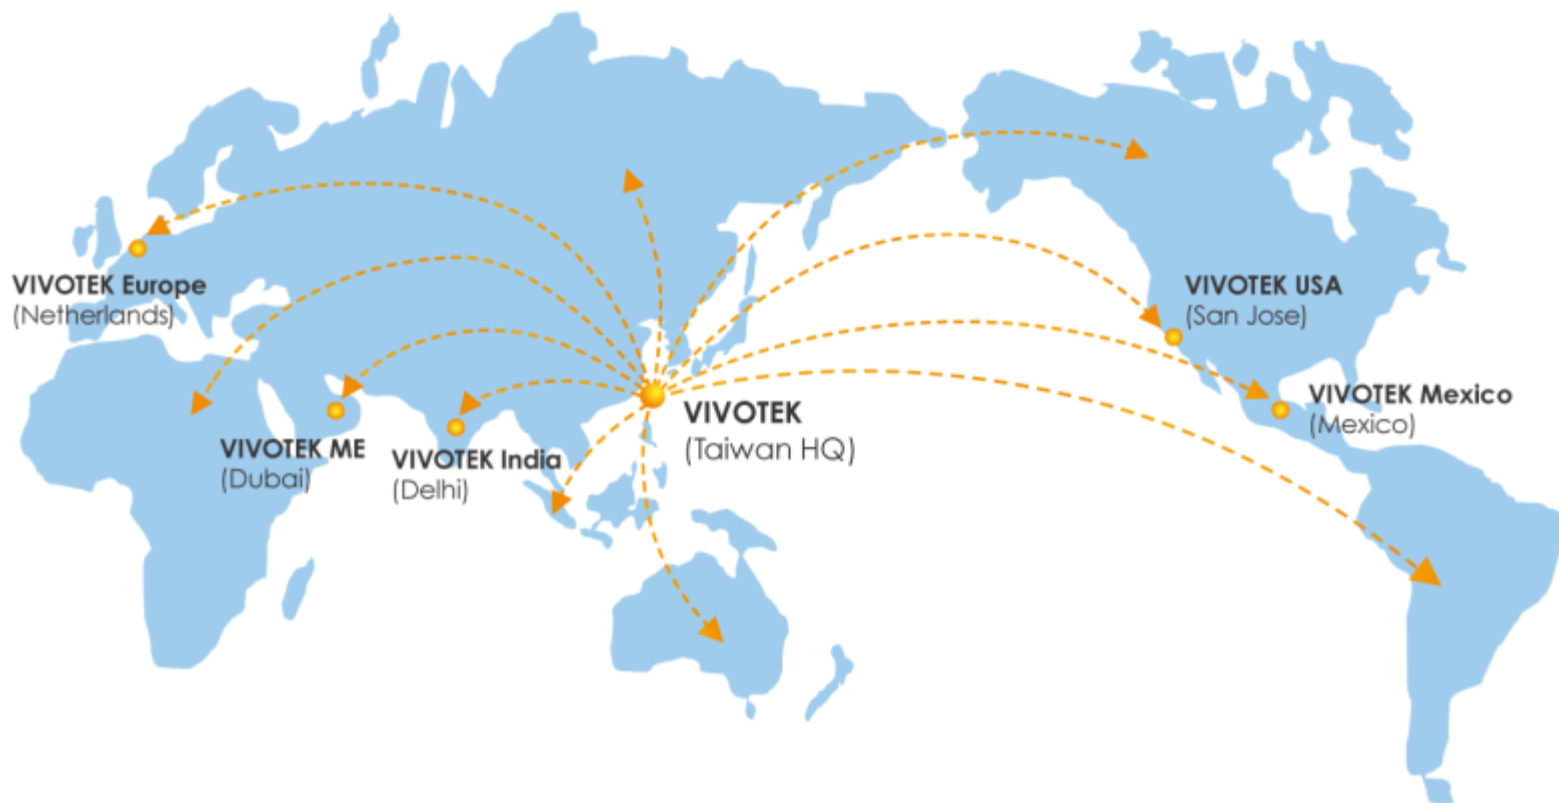 VIVOTEK Europe
(Netherlands)
VIVOTEK ME
(Dubai)
VIVOTEK India
(Delhi)
VIVOTEK
(Taiwan HQ)
VIVOTEK USA
(San Jose)
VIVOTEK Mexico
(Mexico)